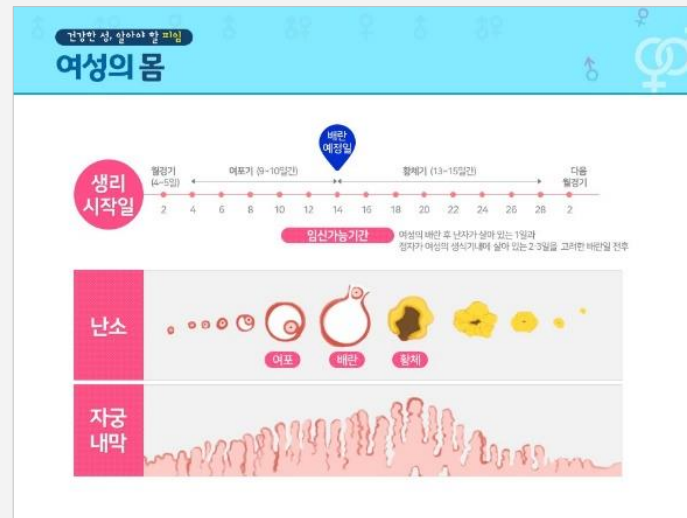 건강한 성, 알아야 할 피임
여성의 몸
배란
예정일
생리
시작일
월경기
(4~5일)
여포기 (9~10일간)
황체기 (13~15일간)
다음
월경기
2 4 6 8 10 12 14 16 18 20 22 24 26 28 2
임신가능기간
여성의 배란 후 난자가 살아 있는 1일과
정자가 여성의 생식기내에 살아 있는 2-3일을 고려한 배란일 전후
난소
여포
배란
황체
자궁
내막